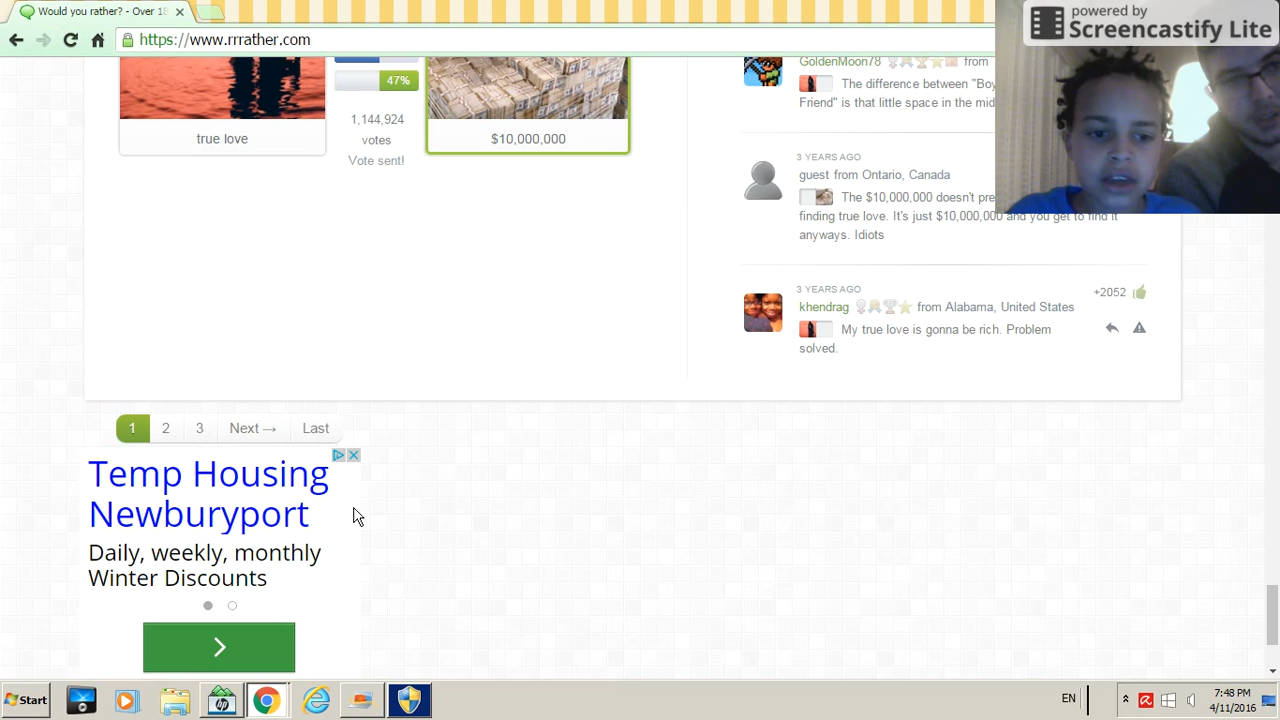 Would you rather? - Over 18
powered by
Screencastify Lite
https://www.rrrather.com
47%
1,144,924
votes
Vote sent!
true love
$10,000,000
GoldenMoon78 from
The difference between "Boy
Friend" is that little space in the mid
3 YEARS AGO
guest from Ontario, Canada
The $10,000,000 doesn't pre
finding true love. It's just $10,000,000 and you get to find it
anyways. Idiots
3 YEARS AGO
khendrag from Alabama, United States
+2052
My true love is gonna be rich. Problem
solved.
1 2 3 Next → Last
Temp Housing
Newburyport
Daily, weekly, monthly
Winter Discounts
Start
hp
EN
7:48 PM
4/11/2016